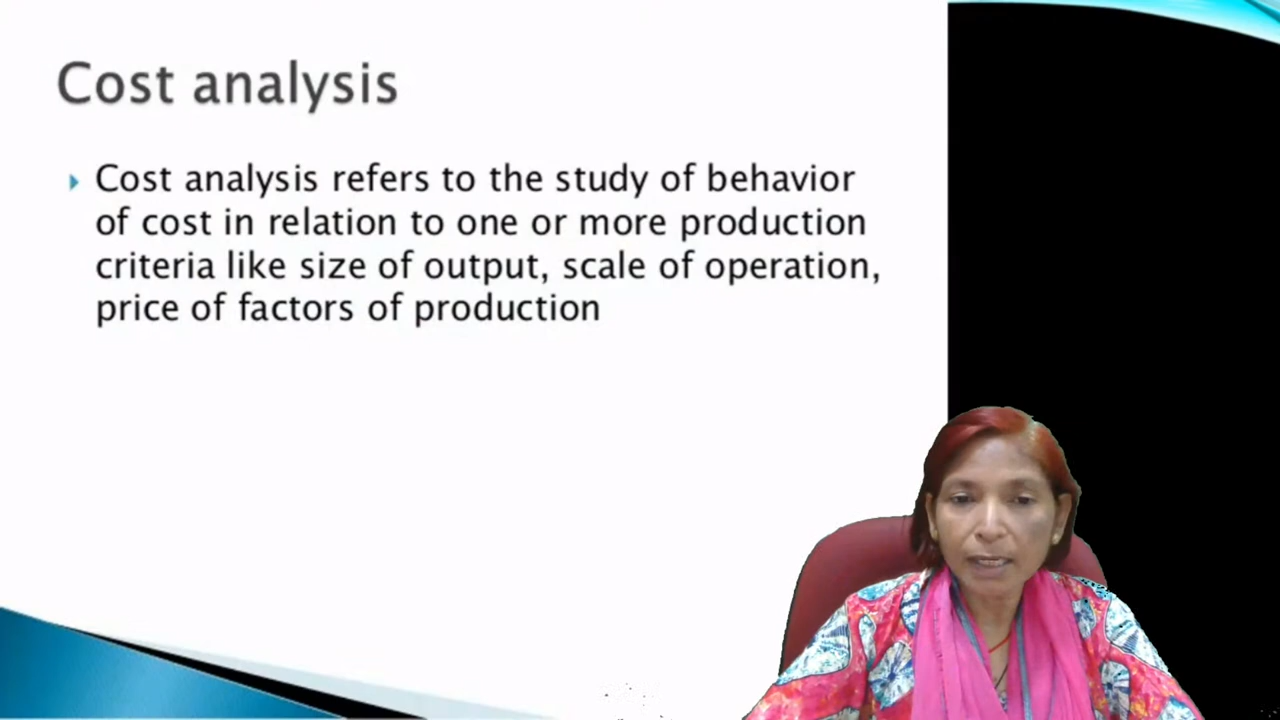 Cost analysis
Cost analysis refers to the study of behavior
of cost in relation to one or more production
criteria like size of output, scale of operation,
price of factors of production